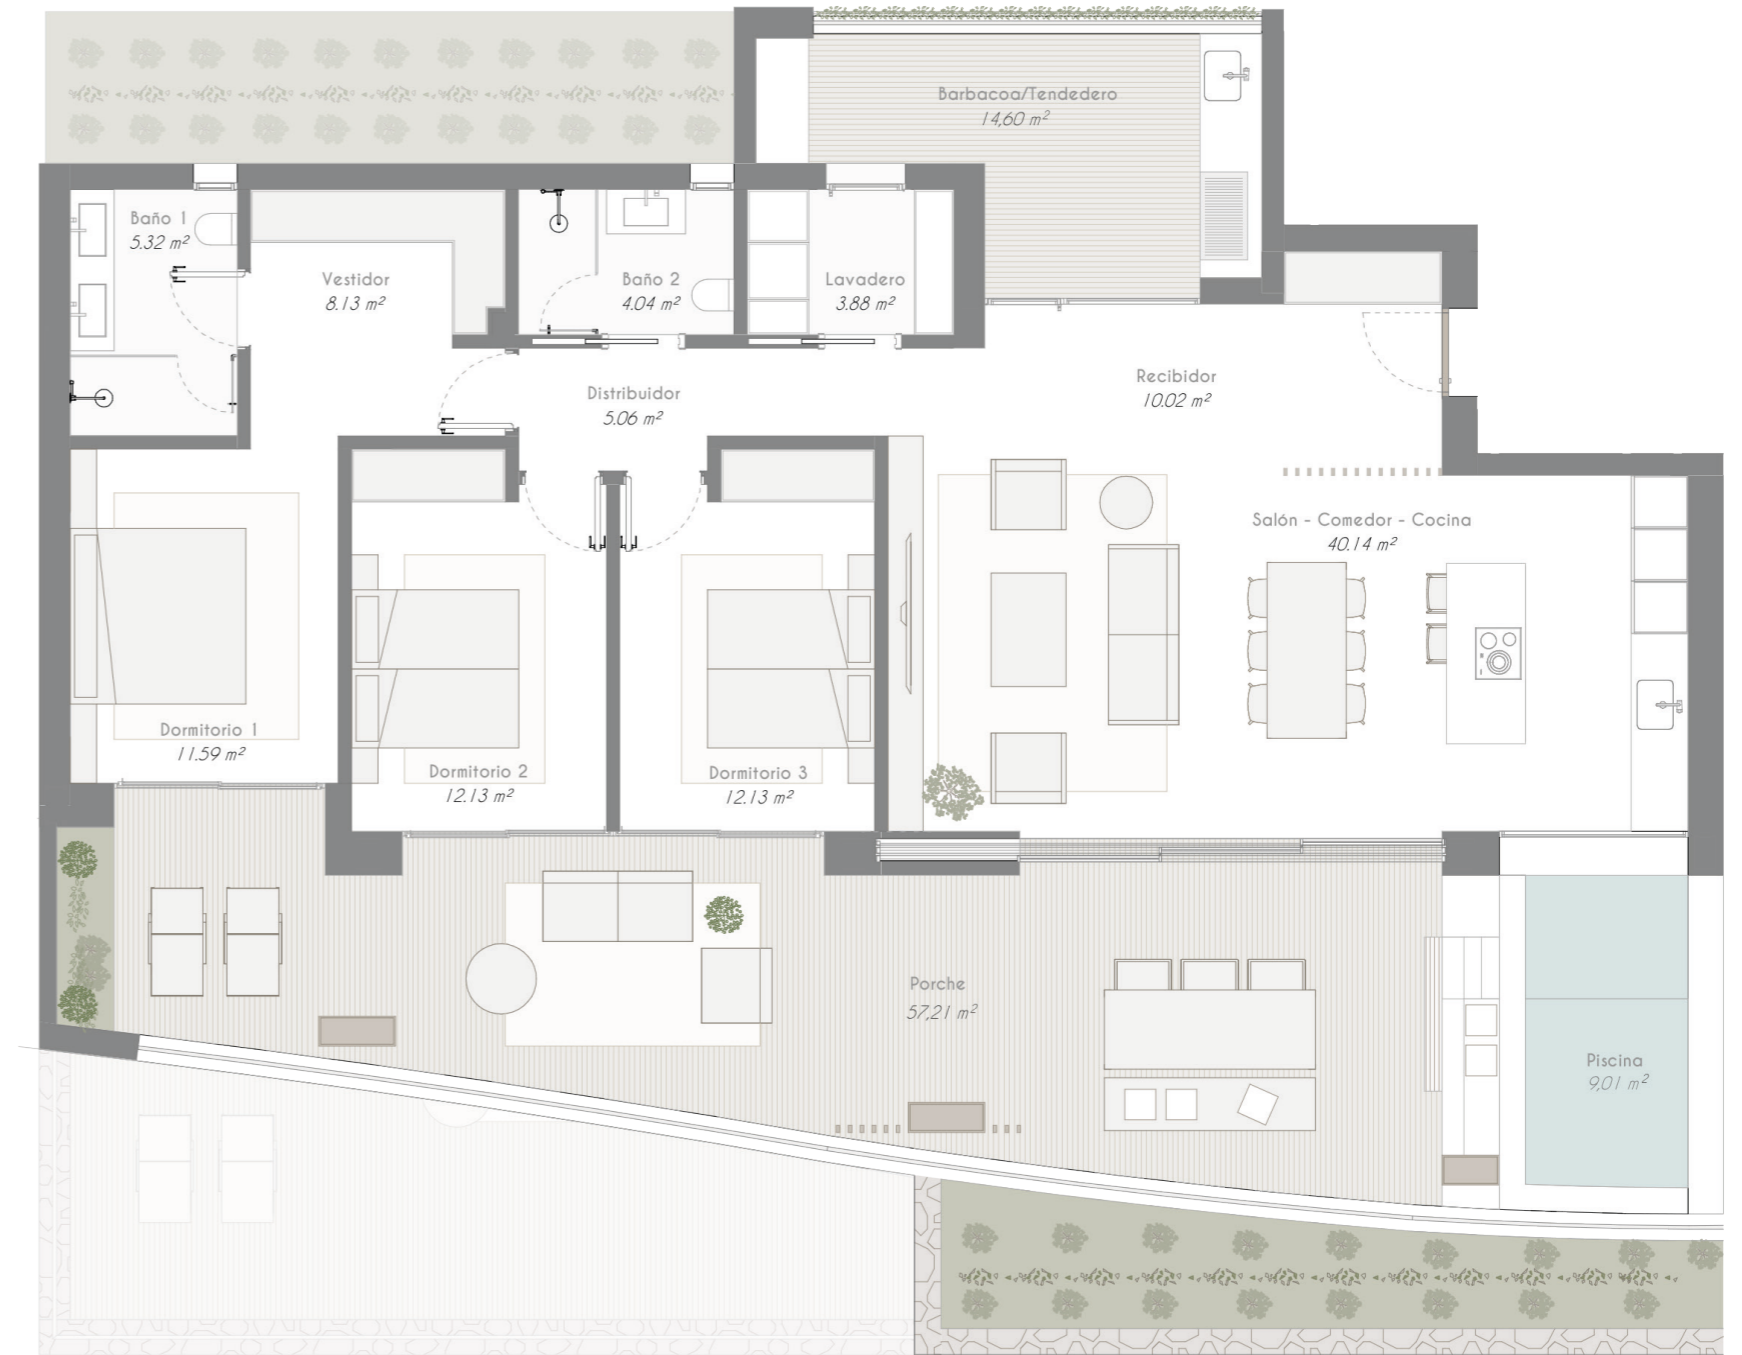 Barbacoa/Tendedero
14,60 m²
Baño 1
5.32 m²
Vestidor
8.13 m²
Baño 2
4.04 m²
Lavadero
3.88 m²
Distribuidor
5.06 m²
Recibidor
10.02 m²
Salón - Comedor - Cocina
40.14 m²
Dormitorio 1
11.59 m²
Dormitorio 2
12.13 m²
Dormitorio 3
12.13 m²
Porche
57,21 m²
Piscina
9,01 m²